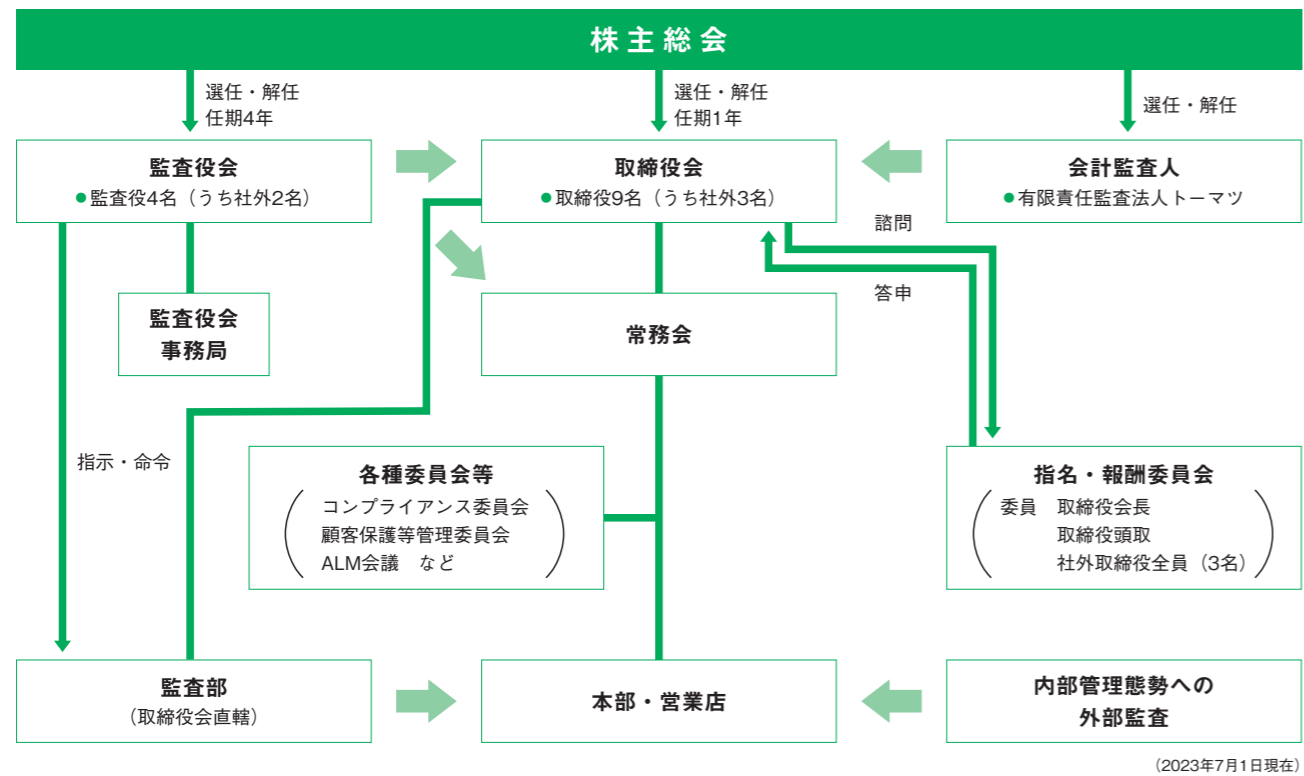 株主総会
選任・解任
任期4年
選任・解任
任期1年
選任・解任
監査役会
●監査役4名（うち社外2名）
取締役会
●取締役9名（うち社外3名）
会計監査人
●有限責任監査法人トーマツ
諮問
答申
監査役会
事務局
常務会
指示・命令
各種委員会等
コンプライアンス委員会
顧客保護等管理委員会
ALM会議　など
指名・報酬委員会
委員　取締役会長
取締役頭取
社外取締役全員（3名）
監査部
（取締役会直轄）
本部・営業店
内部管理態勢への
外部監査
（2023年7月1日現在）